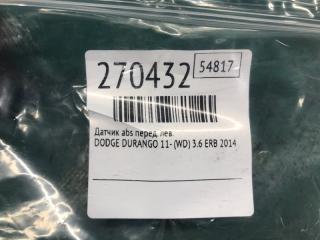 270432 54817
Датчик abs перед. лев.
DODGE DURANGO 11- (WD) 3.6 ERB 2014